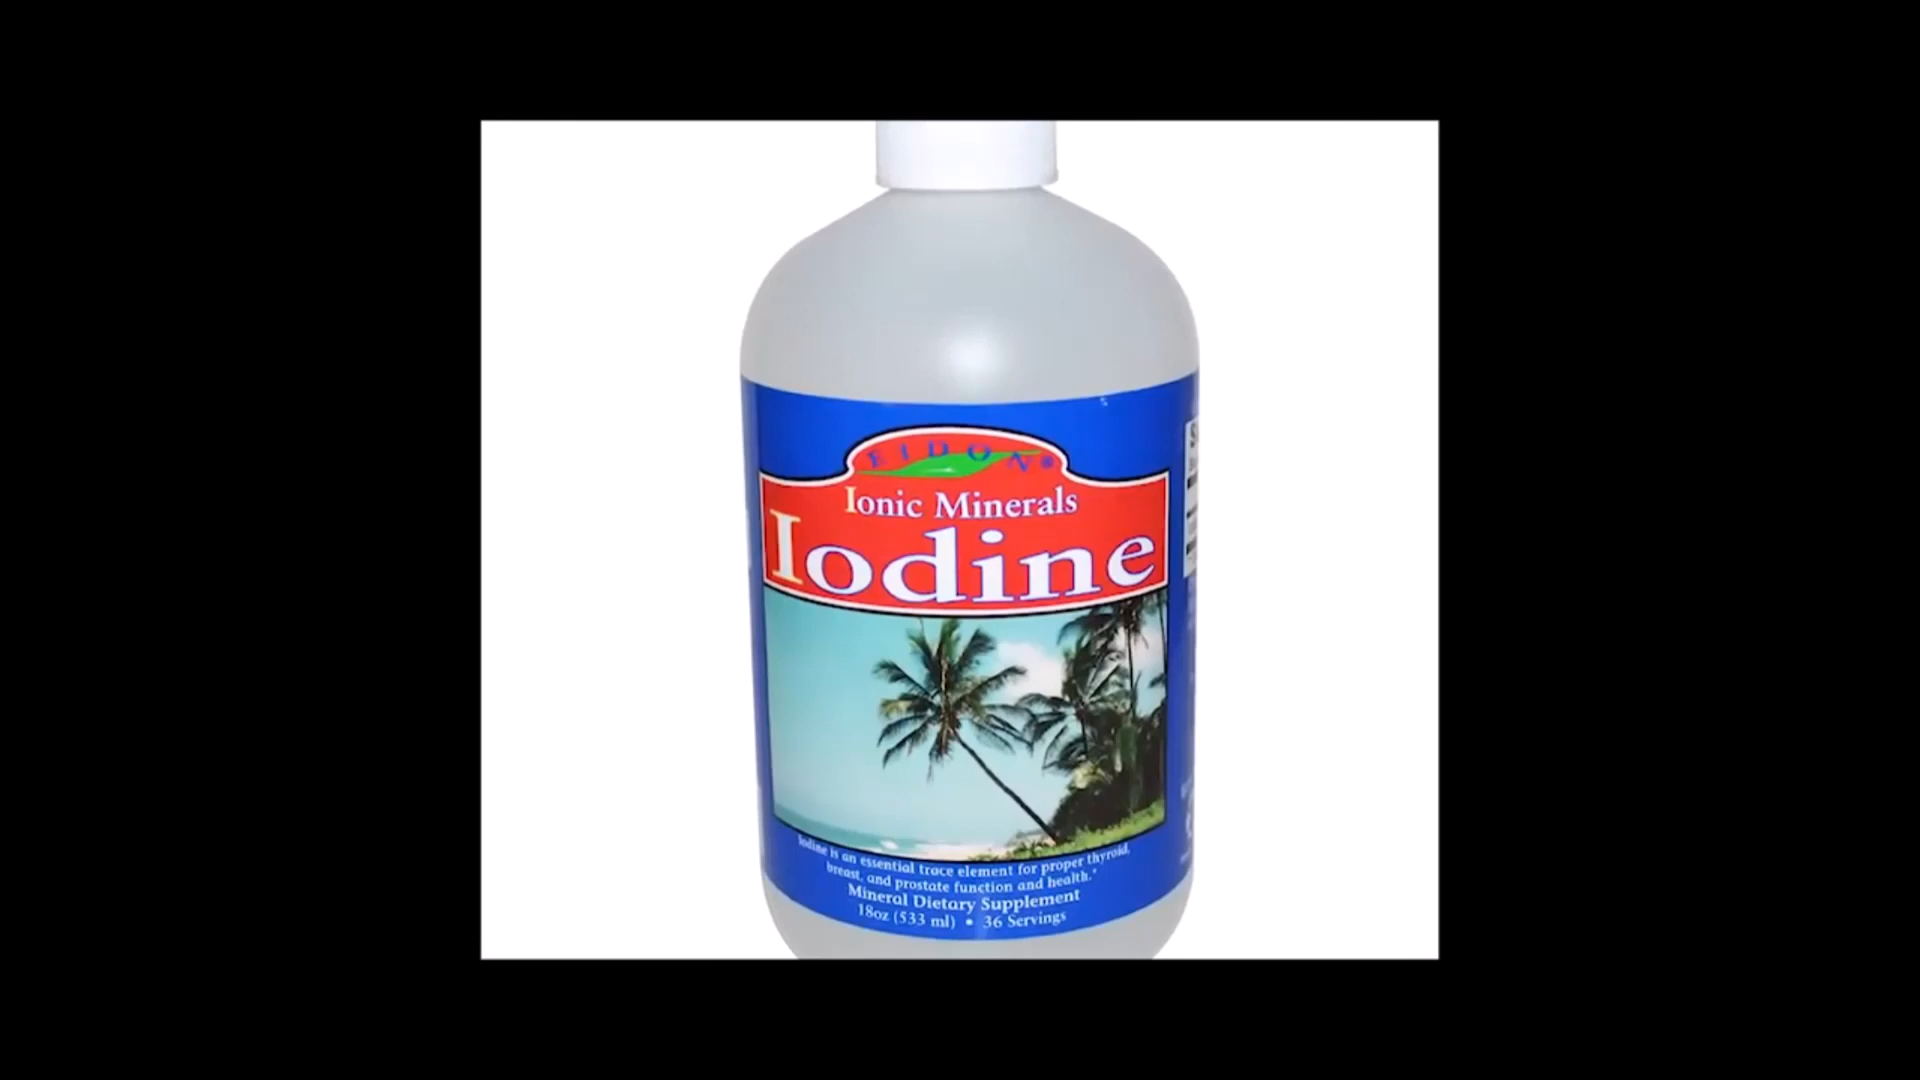 EIDON®
Ionic Minerals
Iodine
Iodine is an essential trace element for proper thyroid,
breast, and prostate function and health.*
Mineral Dietary Supplement
18oz (533 ml) • 36 Servings